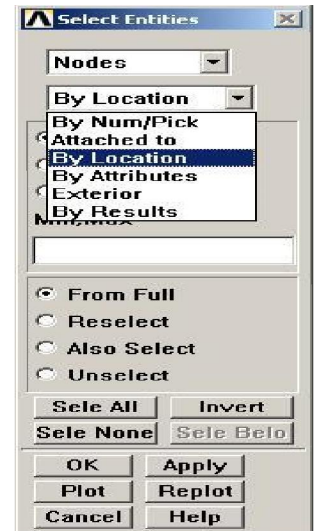 Select Entities
Nodes
By Location
By Num/Pick
Attached to
By Location
By Attributes
Exterior
By Results
From Full
Reselect
Also Select
Unselect
Sele All Invert
Sele None Sele Belo
OK Apply
Plot Replot
Cancel Help